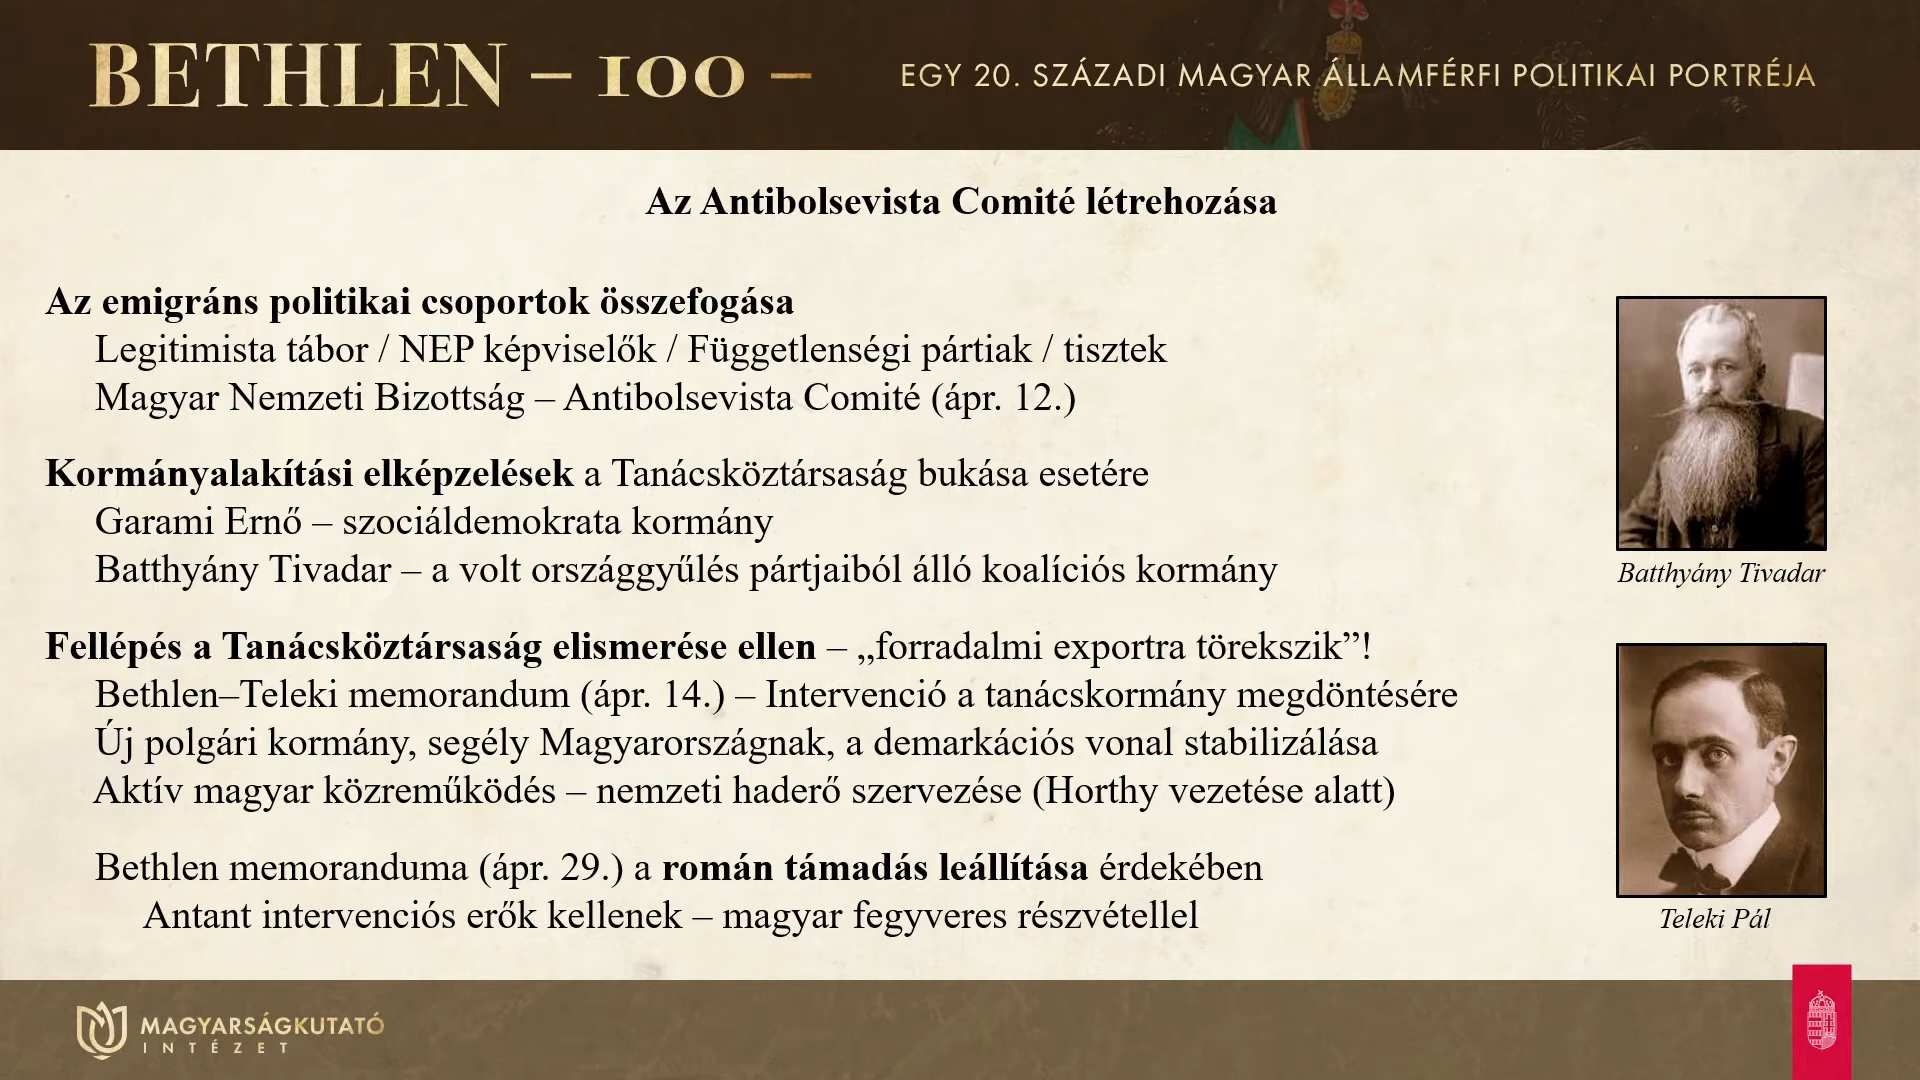 BETHLEN – 100 –
EGY 20. SZÁZADI MAGYAR ÁLLAMFÉRFI POLITIKAI PORTRÉJA
Az Antibolsevista Comité létrehozása
Az emigráns politikai csoportok összefogása
Legitimista tábor / NEP képviselők / Függetlenségi pártiak / tisztek
Magyar Nemzeti Bizottság – Antibolsevista Comité (ápr. 12.)
Kormányalakítási elképzelések a Tanácsköztársaság bukása esetére
Garami Ernő – szociáldemokrata kormány
Batthyány Tivadar – a volt országgyűlés pártjaiból álló koalíciós kormány
Batthyány Tivadar
Fellépés a Tanácsköztársaság elismerése ellen – „forradalmi exportra törekszik”!
Bethlen–Teleki memorandum (ápr. 14.) – Intervenció a tanácskormány megdöntésére
Új polgári kormány, segély Magyarországnak, a demarkációs vonal stabilizálása
Aktív magyar közreműködés – nemzeti haderő szervezése (Horthy vezetése alatt)
Bethlen memoranduma (ápr. 29.) a román támadás leállítása érdekében
Antant intervenciós erők kellenek – magyar fegyveres részvétellel
Teleki Pál
MAGYARSÁGKUTATÓ
INTÉZET